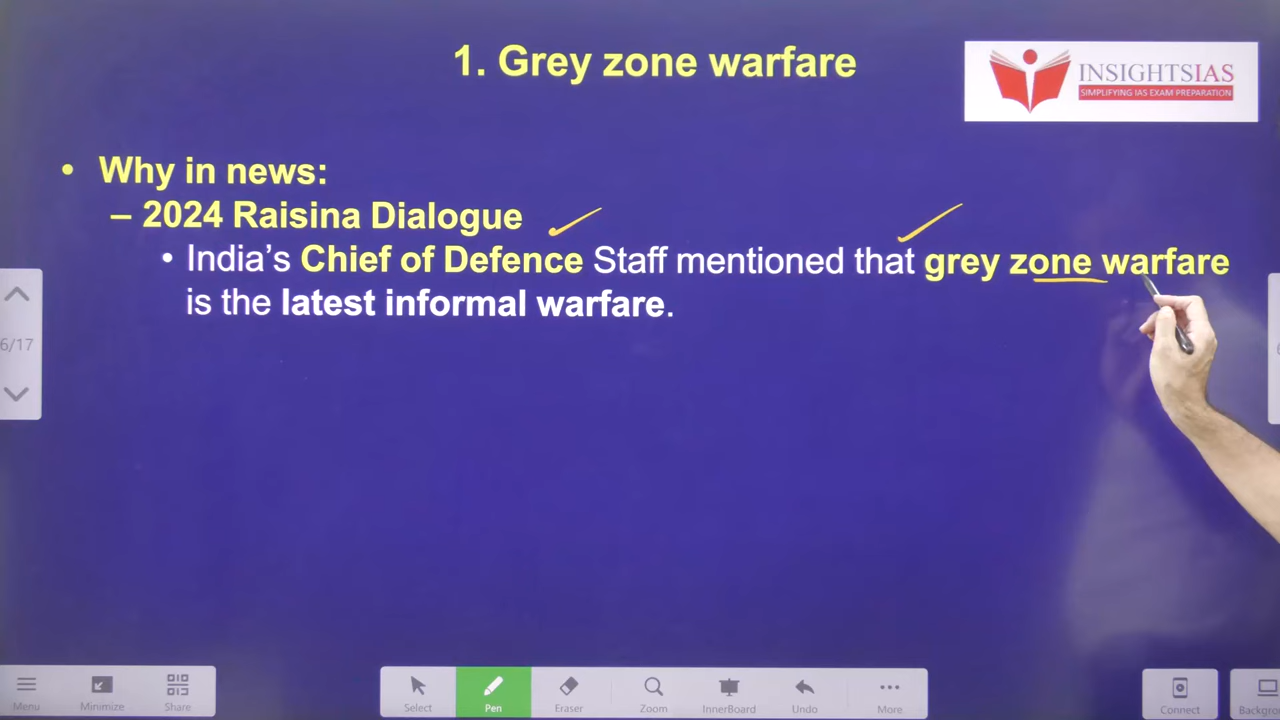 1. Grey zone warfare
INSIGHTSIAS
SIMPLIFYING IAS EXAM PREPARATION
• Why in news:
– 2024 Raisina Dialogue
• India’s Chief of Defence Staff mentioned that grey zone warfare
is the latest informal warfare.
6/17
Menu
Minimize
Share
Select
Pen
Eraser
Zoom
InnerBoard
Undo
More
Connect